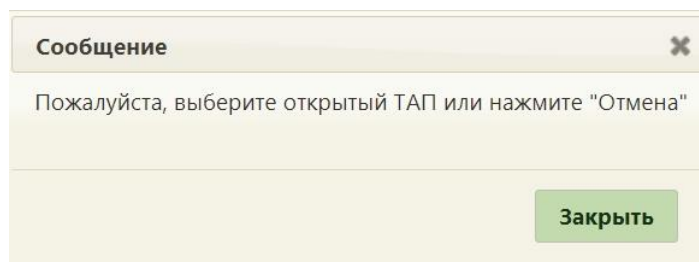 Сообщение
Пожалуйста, выберите открытый ТАП или нажмите "Отмена"
Закрыть